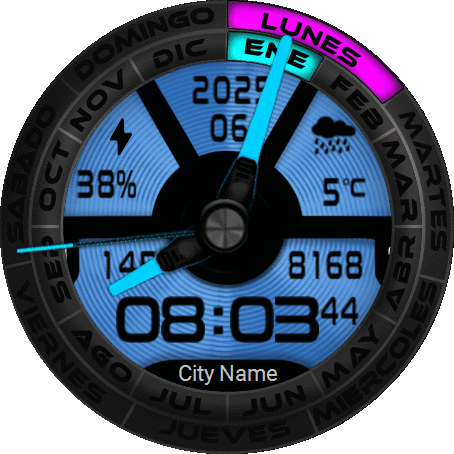 DOMINGO
LUNES
MARTES
MIERCOLES
JUEVES
VIERNES
SABADO
ENE
FEB
MAR
ABR
MAY
JUN
JUL
AGO
OCT
NOV
DIC
2025
06
38%
5°C
8168
08:03 44
City Name